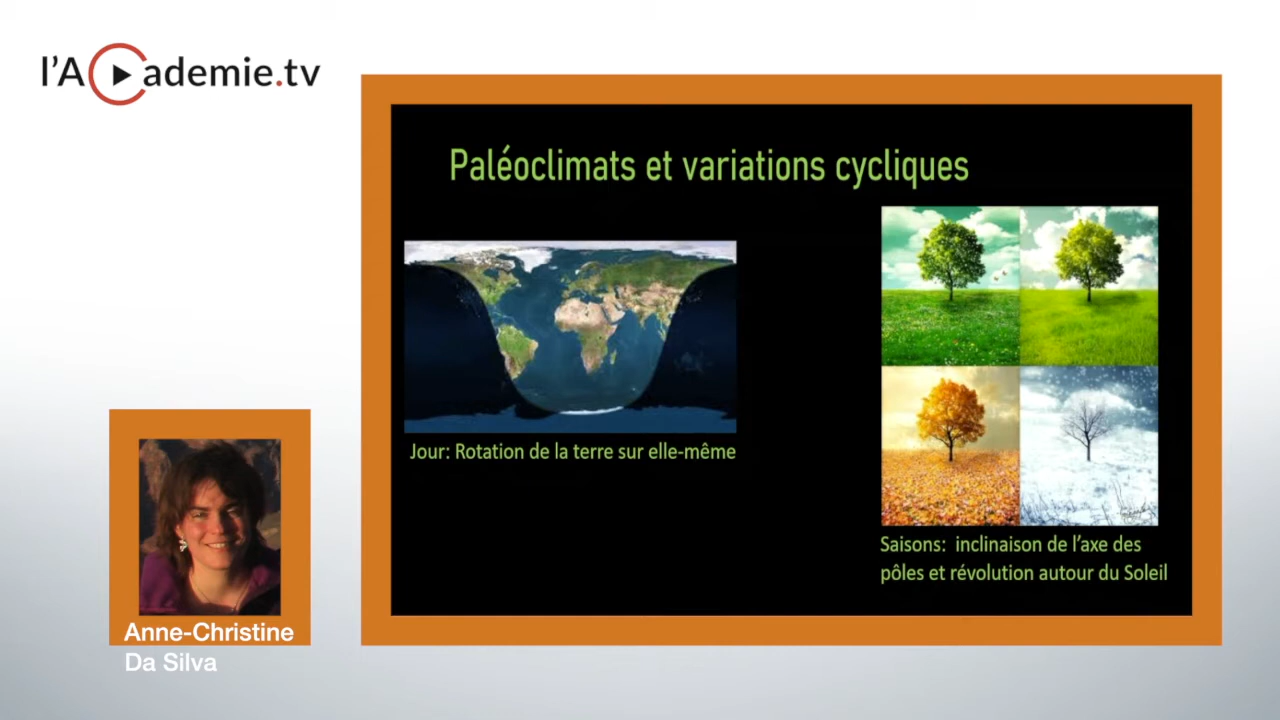 l'Academie.tv
Paléoclimats et variations cycliques
Jour: Rotation de la terre sur elle-même
Saisons: inclinaison de l'axe des
pôles et révolution autour du Soleil
Anne-Christine
Da Silva